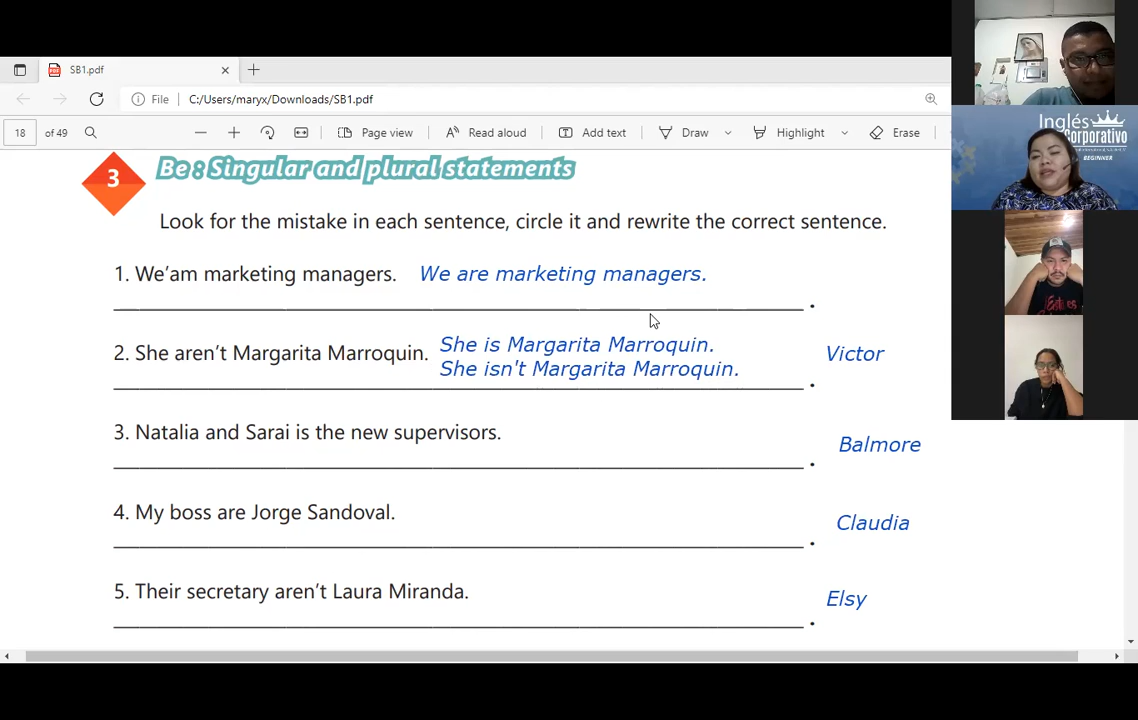 SB1.pdf
File C:/Users/maryx/Downloads/SB1.pdf
18 of 49 Page view Read aloud Add text Draw Highlight Erase
Inglés
Corporativo
BEGINNER
3 Be : Singular and plural statements
Look for the mistake in each sentence, circle it and rewrite the correct sentence.
1. We’am marketing managers. We are marketing managers.
2. She aren’t Margarita Marroquin. She is Margarita Marroquin.
She isn't Margarita Marroquin. Victor
3. Natalia and Sarai is the new supervisors.
Balmore
4. My boss are Jorge Sandoval.
Claudia
5. Their secretary aren’t Laura Miranda.
Elsy